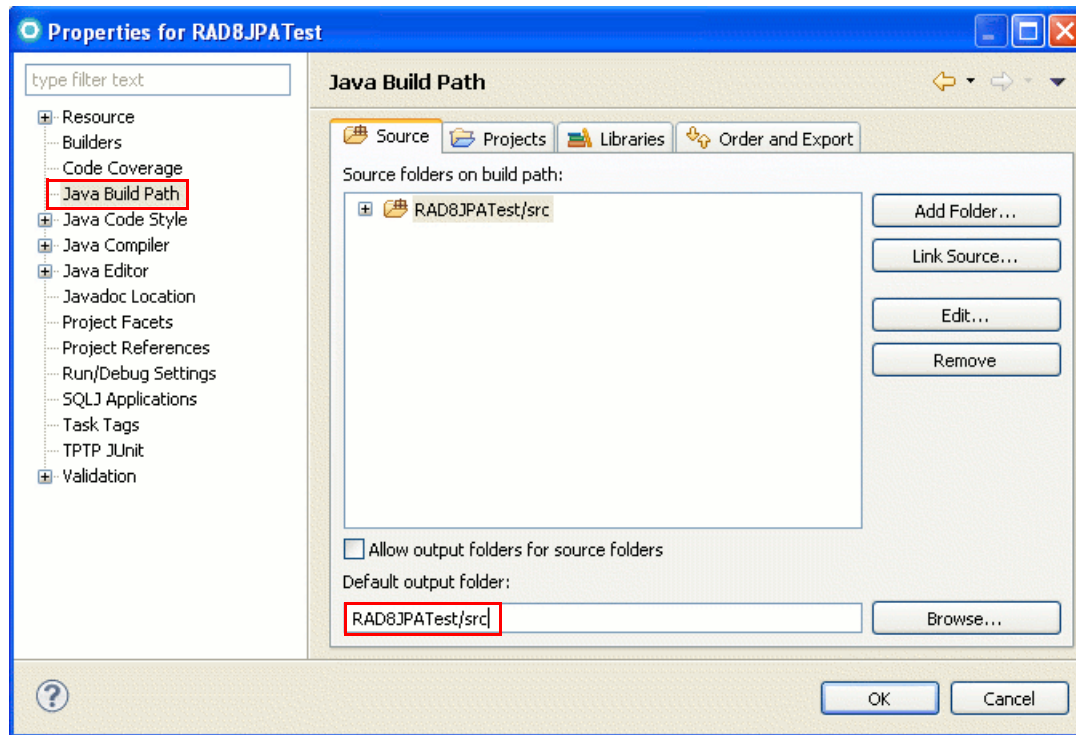 Properties for RAD8JPATest
type filter text
Resource
Builders
Code Coverage
Java Build Path
Java Code Style
Java Compiler
Java Editor
Javadoc Location
Project Facets
Project References
Run/Debug Settings
SQLJ Applications
Task Tags
TPTP JUnit
Validation
Java Build Path
Source Projects Libraries Order and Export
Source folders on build path:
RAD8JPATest/src
Add Folder...
Link Source...
Edit...
Remove
Allow output folders for source folders
Default output folder:
RAD8JPATest/src
Browse...
OK Cancel